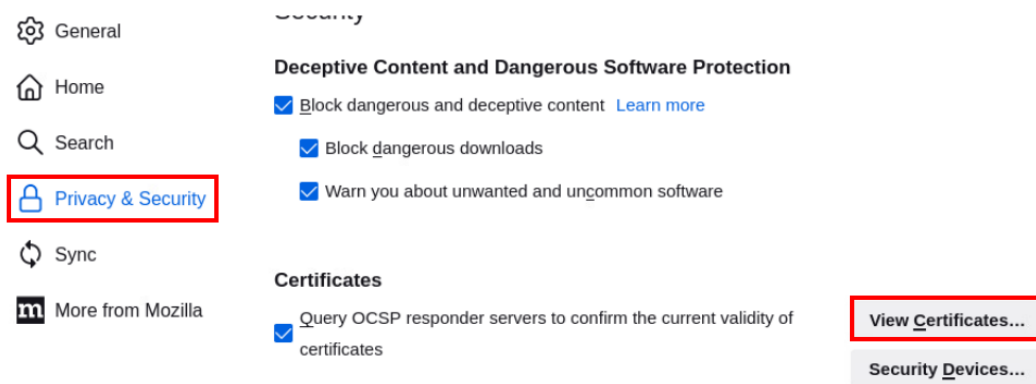 General
Home
Search
Privacy & Security
Sync
More from Mozilla
Security
Deceptive Content and Dangerous Software Protection
Block dangerous and deceptive content Learn more
Block dangerous downloads
Warn you about unwanted and uncommon software
Certificates
Query OCSP responder servers to confirm the current validity of
certificates
View Certificates...
Security Devices...